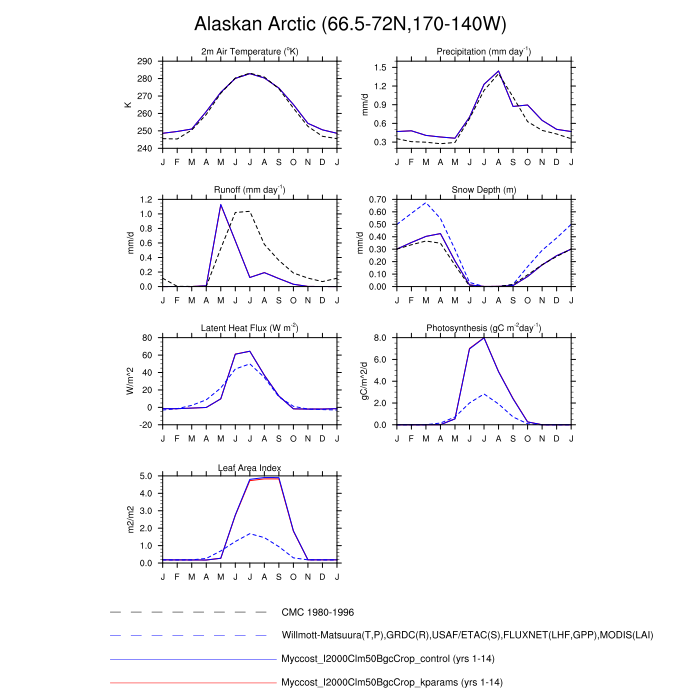 Alaskan Arctic (66.5-72N,170-140W)
2m Air Temperature (°K)
K
290
280
270
260
250
240
J F M A M J J A S O N D J
Precipitation (mm day⁻¹)
mm/d
1.5
1.2
0.9
0.6
0.3
J F M A M J J A S O N D J
Runoff (mm day⁻¹)
mm/d
1.2
1.0
0.8
0.6
0.4
0.2
0.0
J F M A M J J A S O N D J
Snow Depth (m)
mm/d
0.70
0.60
0.50
0.40
0.30
0.20
0.10
0.00
J F M A M J J A S O N D J
Latent Heat Flux (W m⁻²)
W/m^2
80
60
40
20
0
-20
J F M A M J J A S O N D J
Photosynthesis (gC m⁻²day⁻¹)
gC/m^2/d
8.0
6.0
4.0
2.0
0.0
J F M A M J J A S O N D J
Leaf Area Index
m2/m2
5.0
4.0
3.0
2.0
1.0
0.0
J F M A M J J A S O N D J
CMC 1980-1996
Willmott-Matsuura(T,P),GRDC(R),USAF/ETAC(S),FLUXNET(LHF,GPP),MODIS(LAI)
Myccost_I2000Clm50BgcCrop_control (yrs 1-14)
Myccost_I2000Clm50BgcCrop_kparams (yrs 1-14)